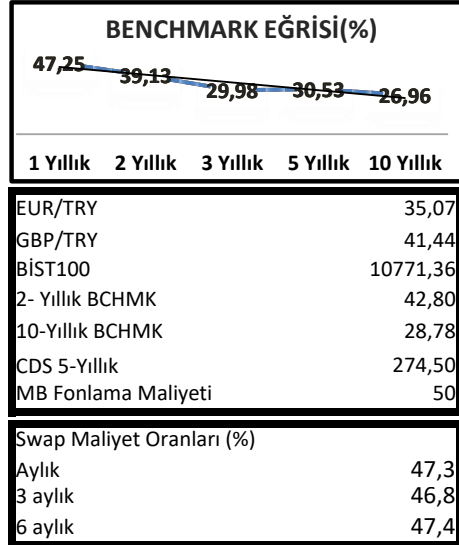 BENCHMARK EĞRİSİ(%)
47,25 39,13 29,98 30,53 26,96
1 Yıllık 2 Yıllık 3 Yıllık 5 Yıllık 10 Yıllık
EUR/TRY 35,07
GBP/TRY 41,44
BİST100 10771,36
2- Yıllık BCHMK 42,80
10-Yıllık BCHMK 28,78
CDS 5-Yıllık 274,50
MB Fonlama Maliyeti 50
Swap Maliyet Oranları (%)
Aylık 47,3
3 aylık 46,8
6 aylık 47,4